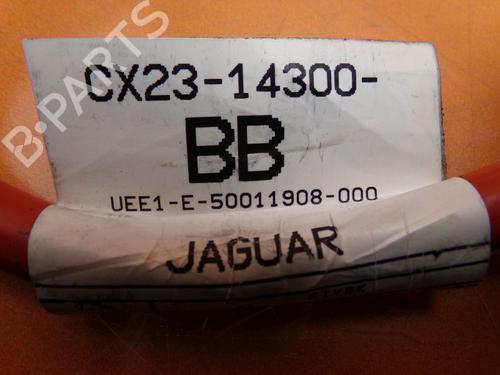 CX23-14300-
BB
UEE1-E-50011908-000
JAGUAR
B-PARTS